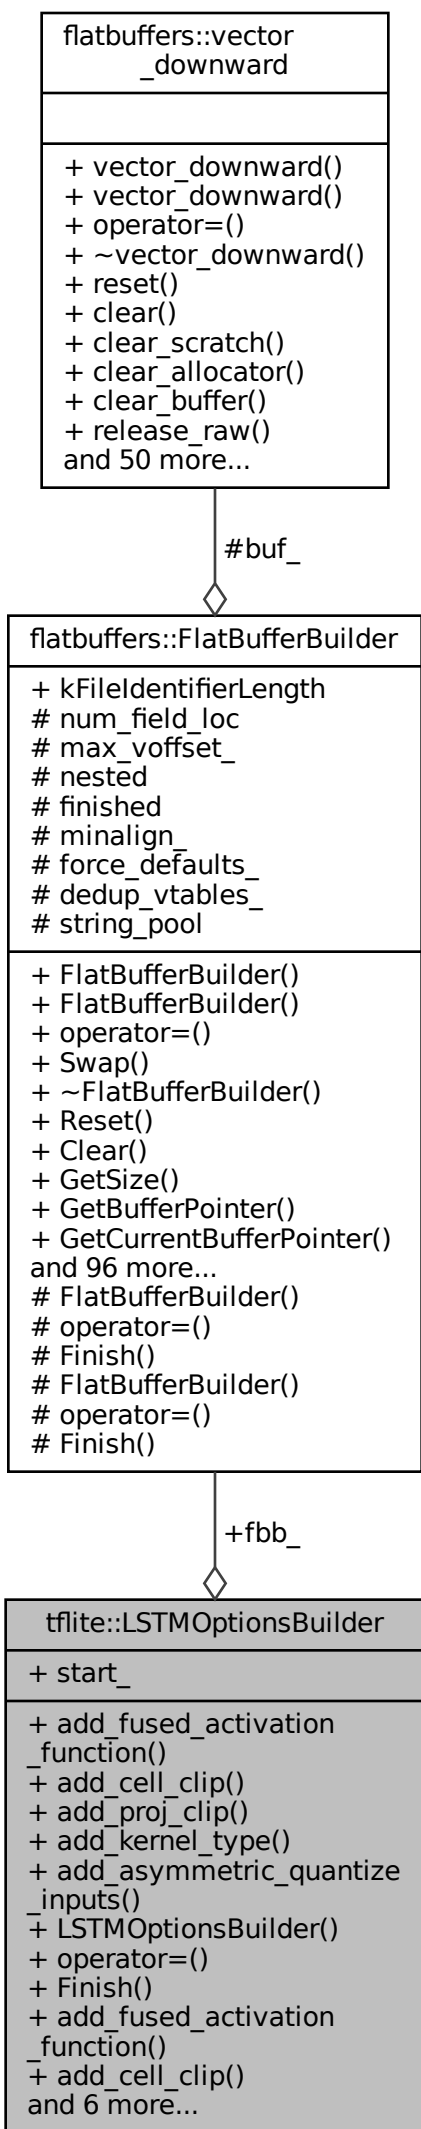 flatbuffers::vector
_downward
+ vector_downward()
+ vector_downward()
+ operator=()
+ ~vector_downward()
+ reset()
+ clear()
+ clear_scratch()
+ clear_allocator()
+ clear_buffer()
+ release_raw()
and 50 more...
#buf_
flatbuffers::FlatBufferBuilder
+ kFileIdentifierLength
# num_field_loc
# max_voffset_
# nested
# finished
# minalign_
# force_defaults_
# dedup_vtables_
# string_pool
+ FlatBufferBuilder()
+ FlatBufferBuilder()
+ operator=()
+ Swap()
+ ~FlatBufferBuilder()
+ Reset()
+ Clear()
+ GetSize()
+ GetBufferPointer()
+ GetCurrentBufferPointer()
and 96 more...
# FlatBufferBuilder()
# operator=()
# Finish()
# FlatBufferBuilder()
# operator=()
# Finish()
+fbb_
tflite::LSTMOptionsBuilder
+ start_
+ add_fused_activation
_function()
+ add_cell_clip()
+ add_proj_clip()
+ add_kernel_type()
+ add_asymmetric_quantize
_inputs()
+ LSTMOptionsBuilder()
+ operator=()
+ Finish()
+ add_fused_activation
_function()
+ add_cell_clip()
and 6 more...